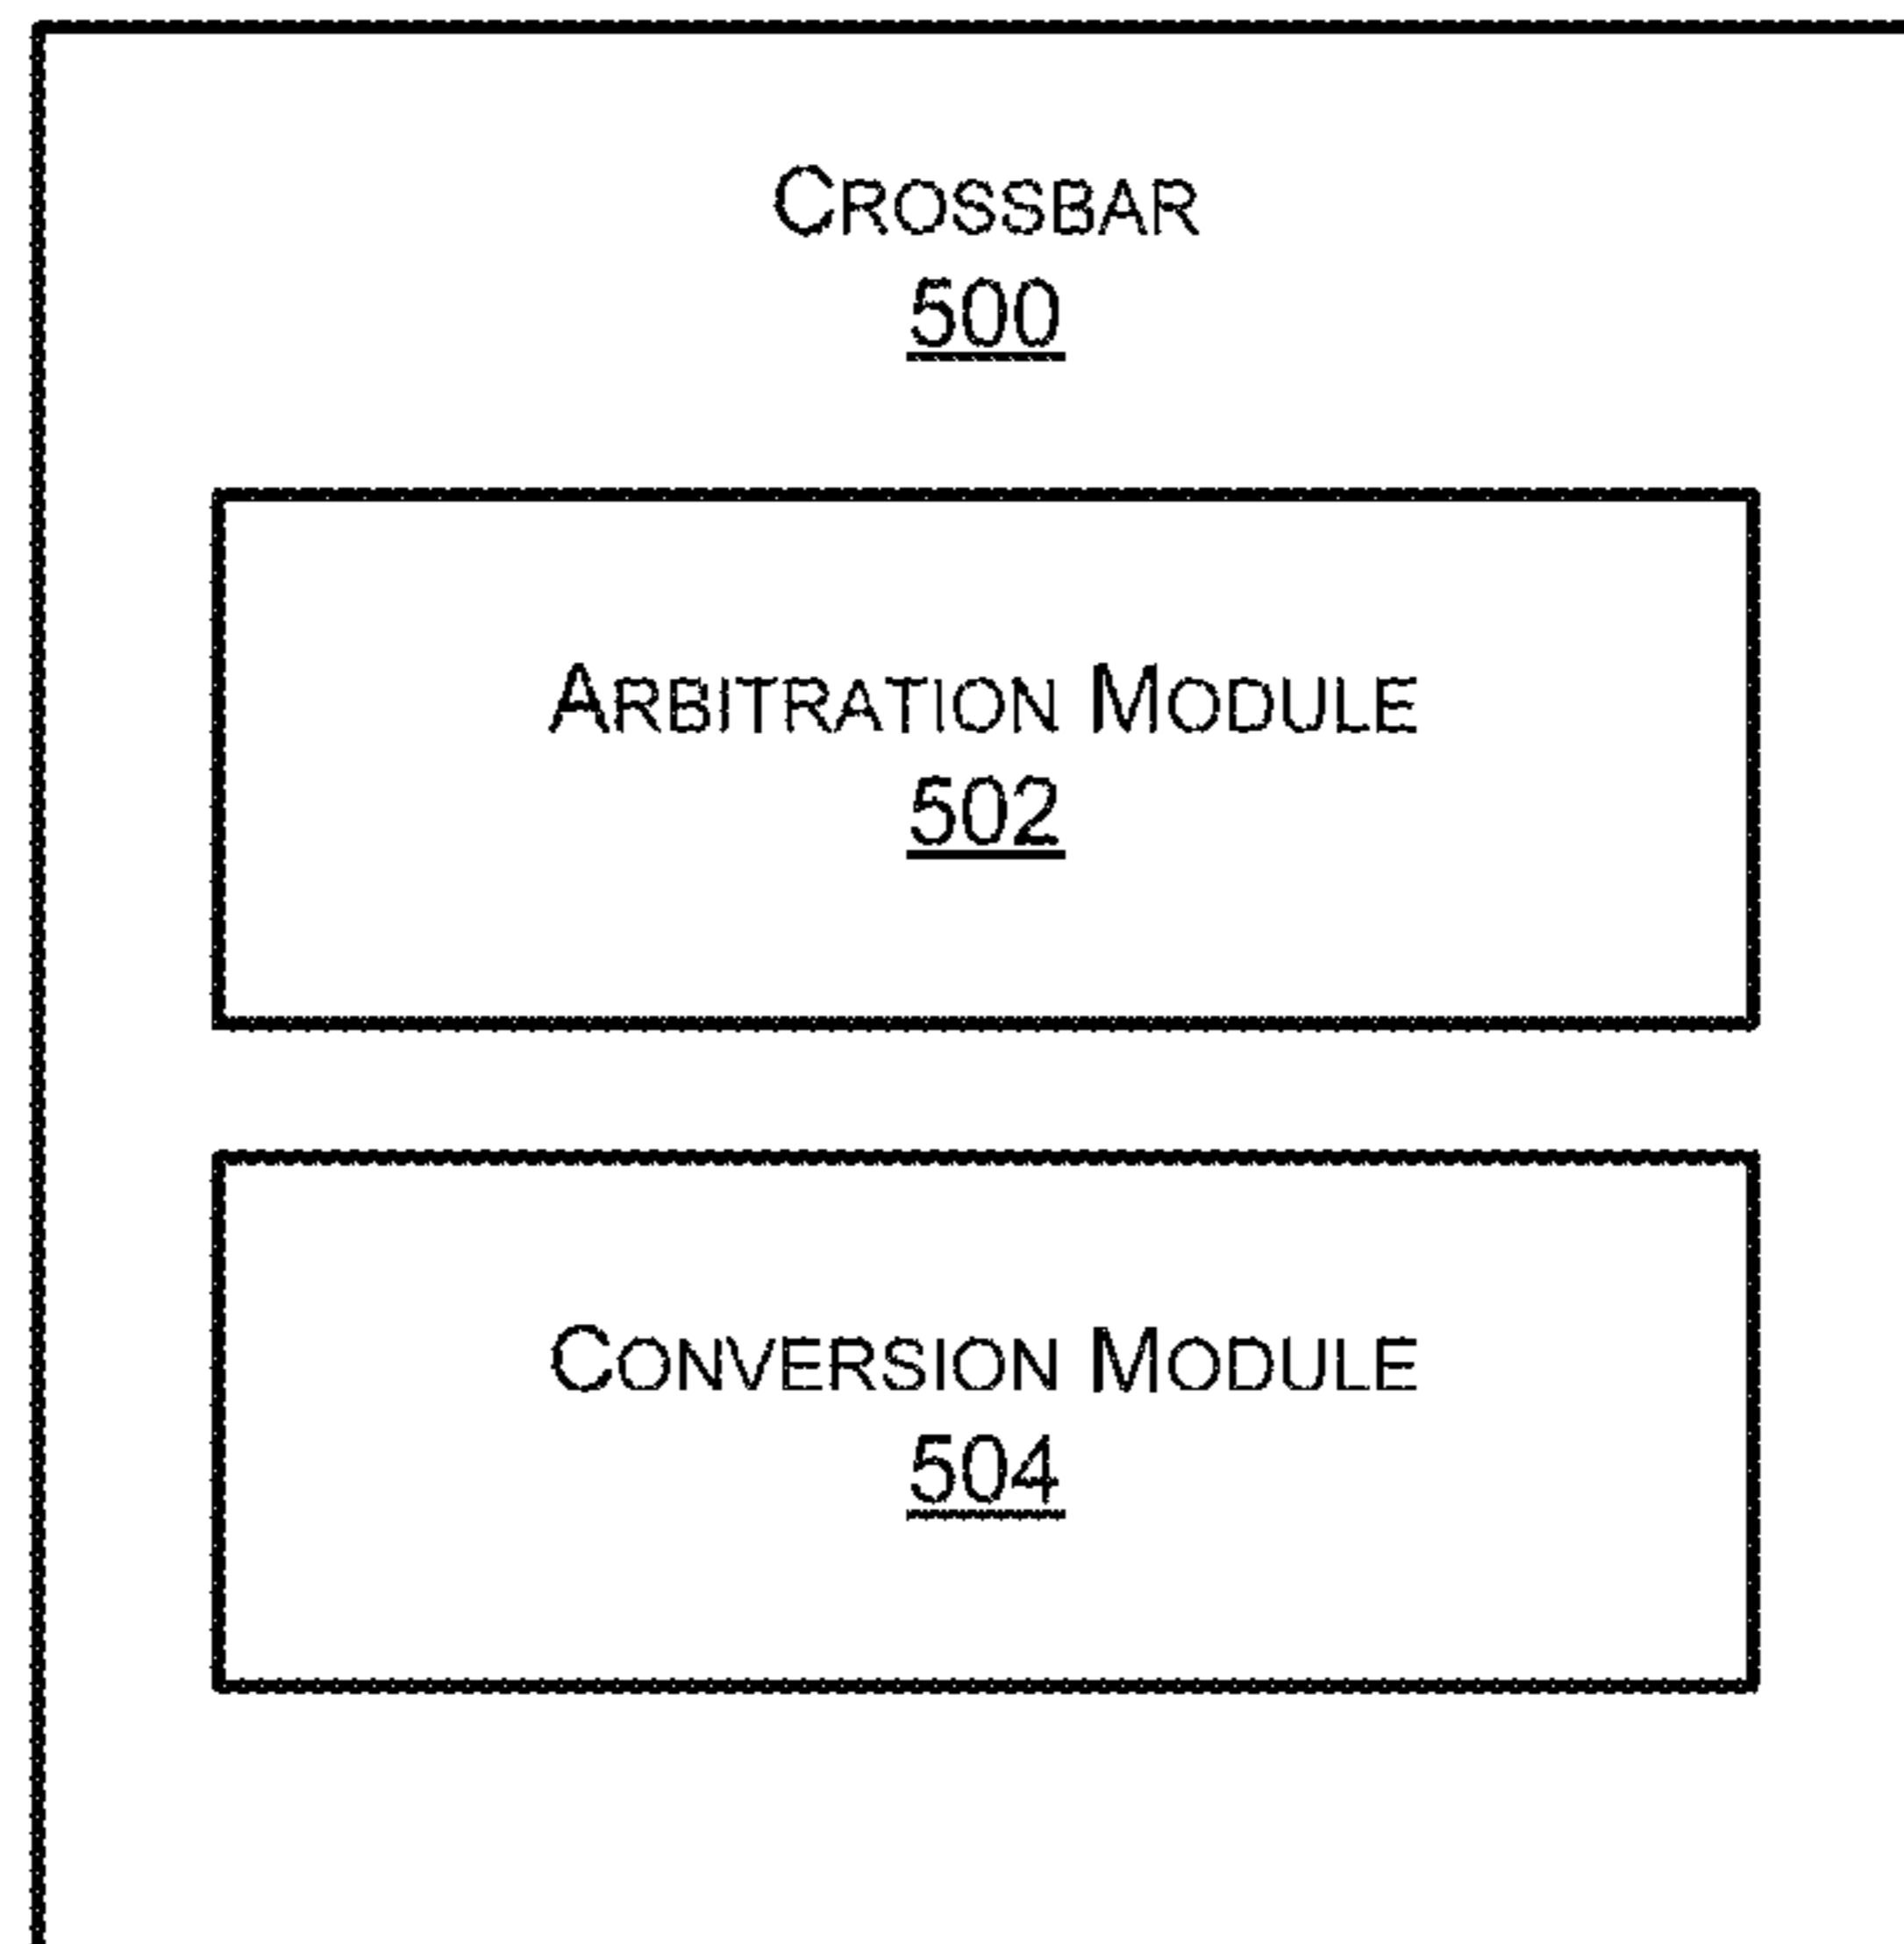 CROSSBAR
500
ARBITRATION MODULE
502
CONVERSION MODULE
504